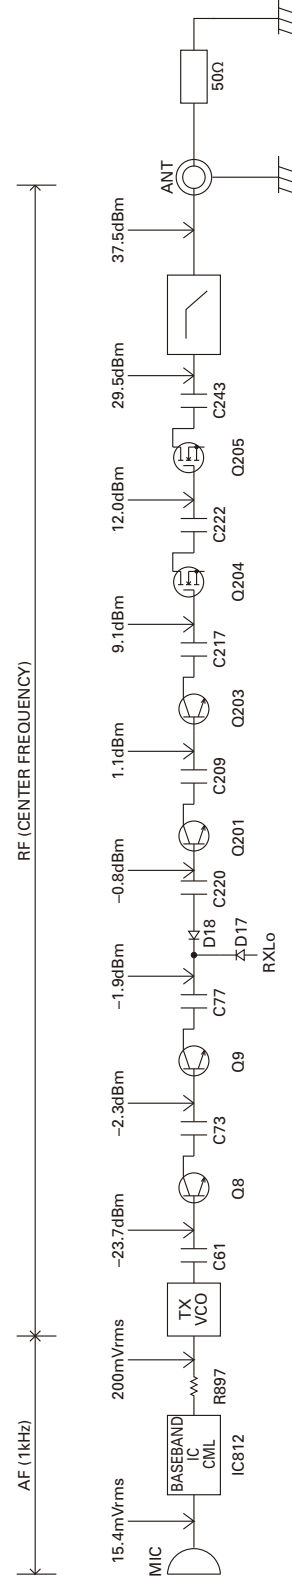 AF (1kHz)
RF (CENTER FREQUENCY)
15.4mVrms
200mVrms
–23.7dBm
–2.3dBm
–1.9dBm
–0.8dBm
1.1dBm
9.1dBm
12.0dBm
29.5dBm
37.5dBm
MIC
BASEBAND
IC
CML
IC812
R897
TX
VCO
C61
Q8
C73
Q9
C77
D18
D17
RXLo
C220
Q201
C209
Q203
C217
Q204
C222
Q205
C243
ANT
50Ω